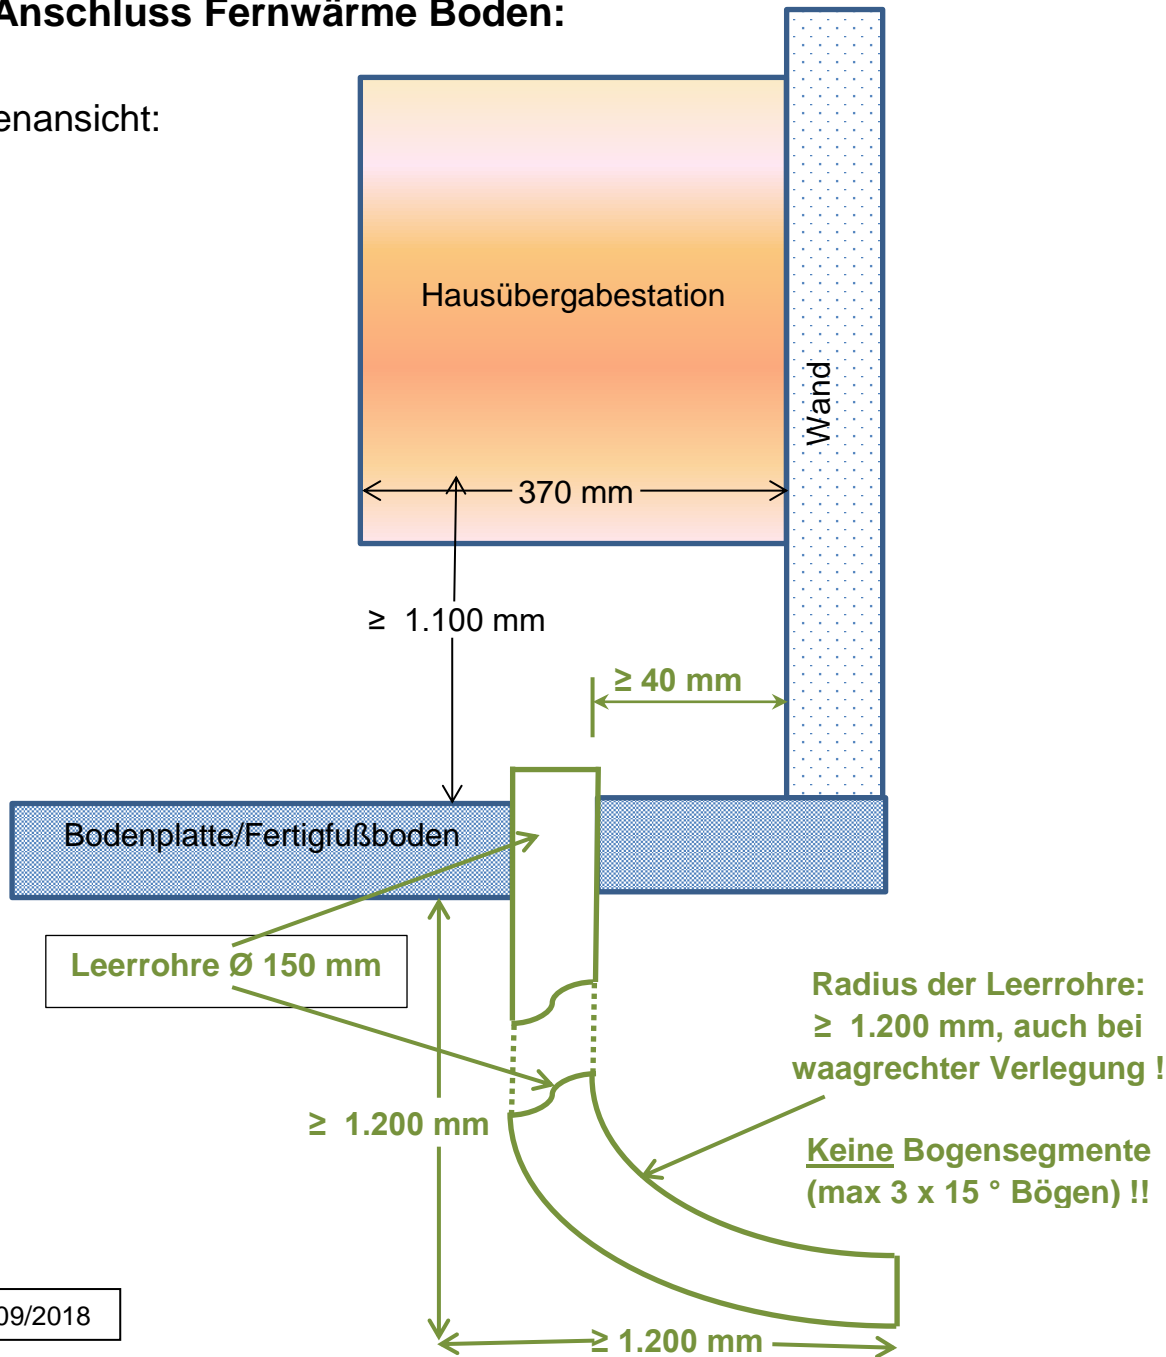 Anschluss Fernwärme Boden:
enansicht:
Hausübergabestation
Wand
370 mm
≥ 1.100 mm
≥ 40 mm
Bodenplatte/Fertigfußboden
Leerrohre Ø 150 mm
Radius der Leerrohre:
≥ 1.200 mm, auch bei
waagrechter Verlegung !
≥ 1.200 mm
Keine Bogensegmente
(max 3 x 15 ° Bögen) !!
09/2018
≥ 1.200 mm